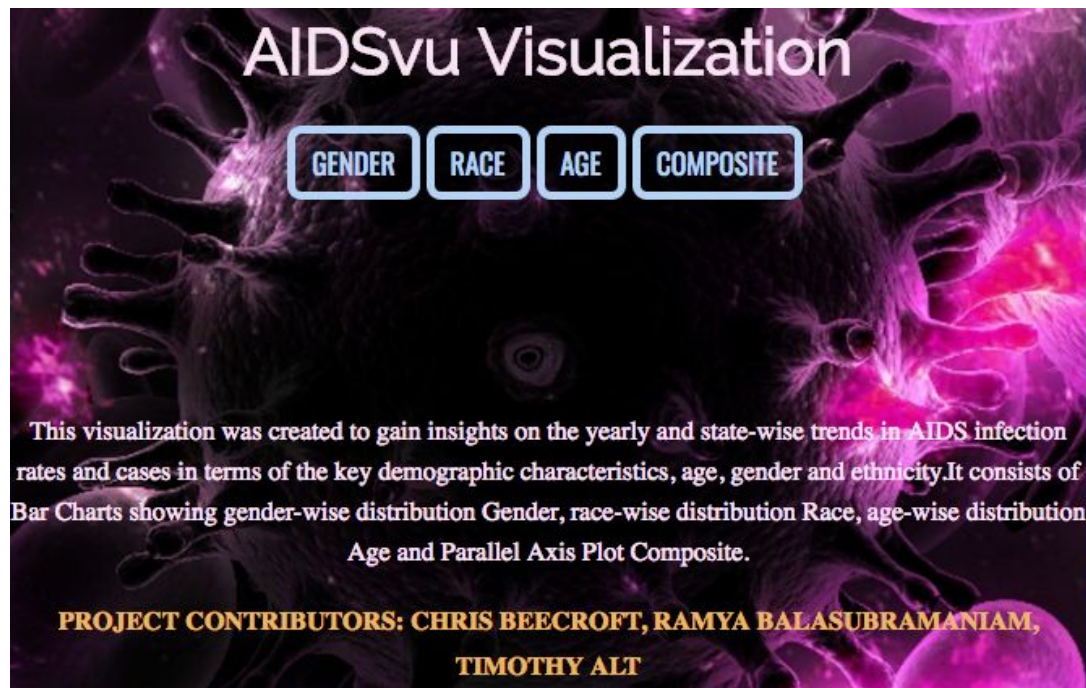 AIDSvu Visualization
GENDER RACE AGE COMPOSITE
This visualization was created to gain insights on the yearly and state-wise trends in AIDS infection
rates and cases in terms of the key demographic characteristics, age, gender and ethnicity.It consists of
Bar Charts showing gender-wise distribution Gender, race-wise distribution Race, age-wise distribution
Age and Parallel Axis Plot Composite.
PROJECT CONTRIBUTORS: CHRIS BEECROFT, RAMYA BALASUBRAMANIAM,
TIMOTHY ALT